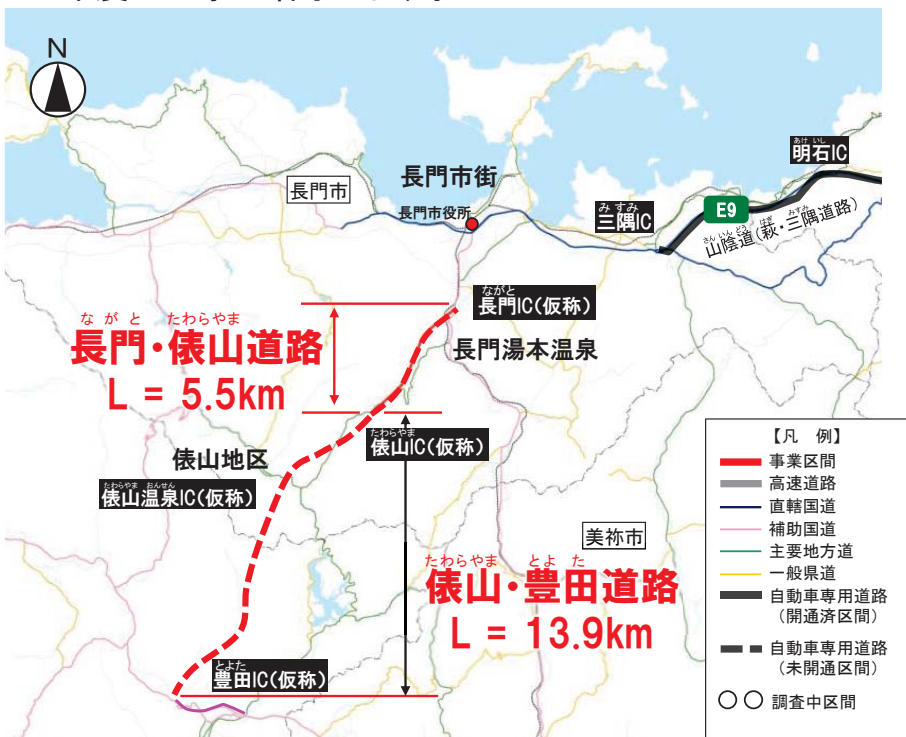 N
あけ いし
明石IC
長門市街
長門市
長門市役所
みすみ
三隅IC
E9
さんいんどう はぎ みすみ
山陰道(萩・三隅道路)
ながと
長門IC(仮称)
ながと たわらやま
長門・俵山道路
L = 5.5km
長門湯本温泉
たわらやま
俵山IC(仮称)
俵山地区
たわらやま おんせん
俵山温泉IC(仮称)
美祢市
たわらやま とよた
俵山・豊田道路
L = 13.9km
とよた
豊田IC(仮称)
【凡 例】
事業区間
高速道路
直轄国道
補助国道
主要地方道
一般県道
自動車専用道路
(開通済区間)
自動車専用道路
(未開通区間)
調査中区間